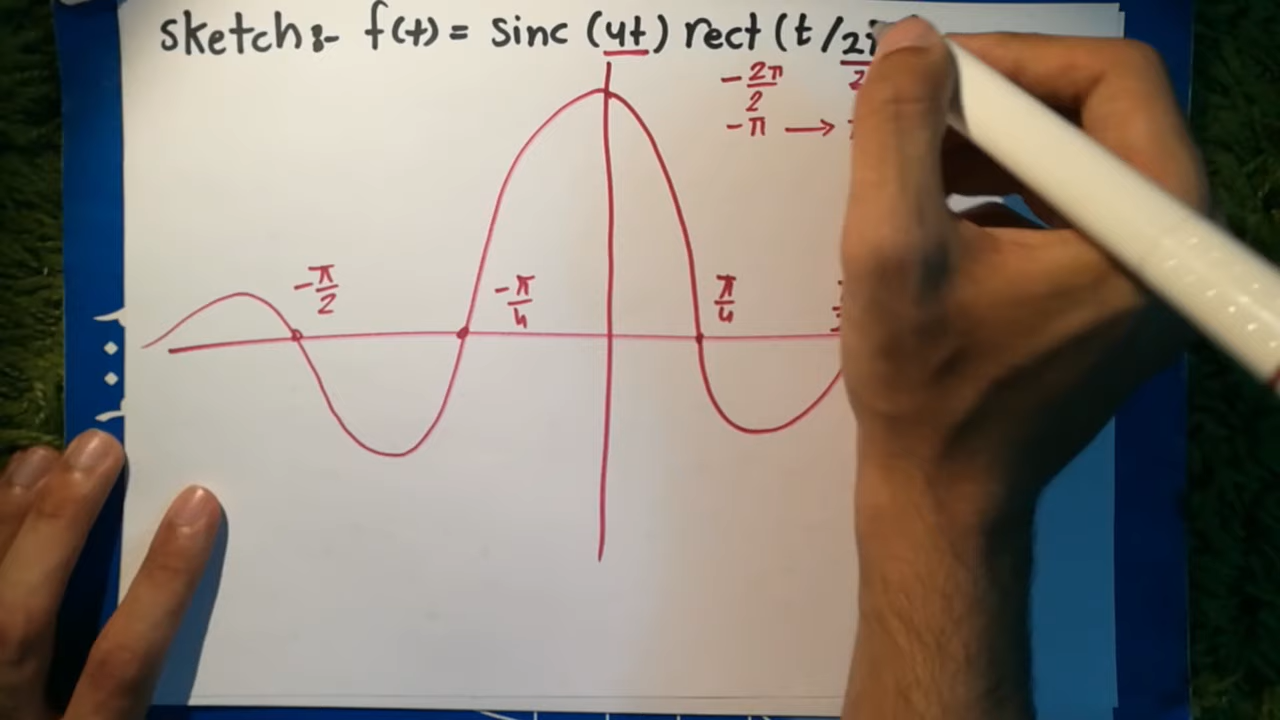 sketch:- f(t) = sinc (4t) rect (t/2
-2π/2
-π →
-π/2 -π/4 π/4